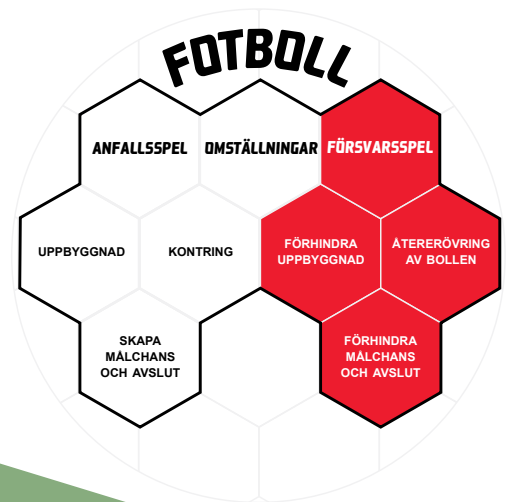 FOTBOLL
ANFALLSSPEL
OMSTÄLLNINGAR
FÖRSVARSSPEL
UPPBYGGNAD
KONTRING
FÖRHINDRA
UPPBYGGNAD
ÅTERERÖVRING
AV BOLLEN
SKAPA
MÅLCHANS
OCH AVSLUT
FÖRHINDRA
MÅLCHANS
OCH AVSLUT